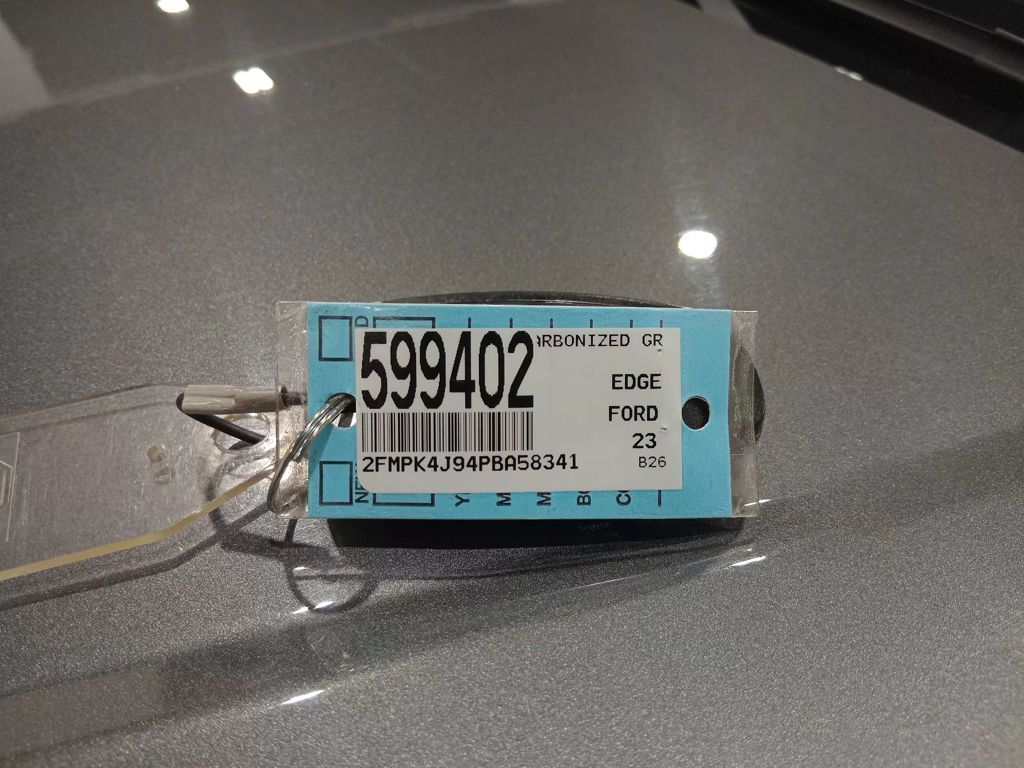 599402
ARBONIZED GR
EDGE
FORD
23
2FMPK4J94PBA58341
B26